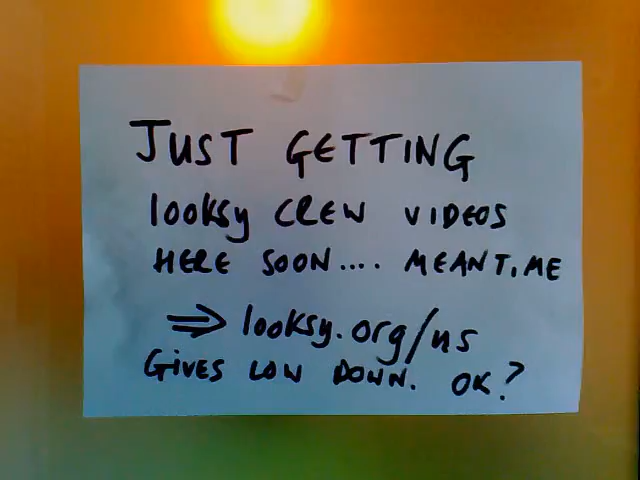 JUST GETTING
looksy CREW VIDEOS
HERE SOON.... MEANTIME
⇒ looksy.org/us
GIVES LOW DOWN. OK?